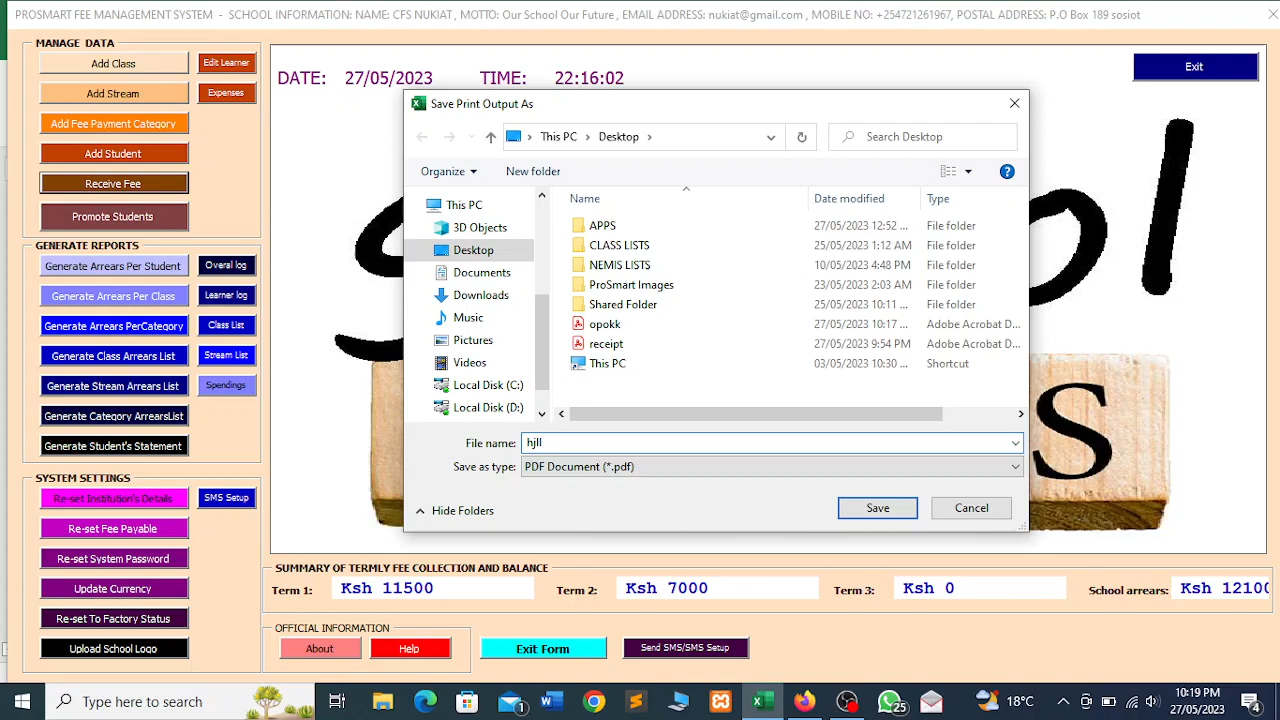 PROSMART FEE MANAGEMENT SYSTEM - SCHOOL INFORMATION: NAME: CFS NUKIAT , MOTTO: Our School Our Future , EMAIL ADDRESS: nukiat@gmail.com , MOBILE NO: +254721261967, POSTAL ADDRESS: P.O Box 189 sosiot
MANAGE DATA
Add Class Edit Learner
Add Stream Expenses
Add Fee Payment Category
Add Student
Receive Fee
Promote Students
GENERATE REPORTS
Generate Arrears Per Student Overal log
Generate Arrears Per Class Learner log
Generate Arrears PerCategory Class List
Generate Class Arrears List Stream List
Generate Stream Arrears List Spendings
Generate Category ArrearsList
Generate Student's Statement
SYSTEM SETTINGS
Re-set Institution's Details SMS Setup
Re-set Fee Payable
Re-set System Password
Update Currency
Re-set To Factory Status
Upload School Logo
DATE: 27/05/2023 TIME: 22:16:02
Exit
Save Print Output As
This PC Desktop Search Desktop
Organize New folder
This PC
3D Objects
Desktop
Documents
Downloads
Music
Pictures
Videos
Local Disk (C:)
Local Disk (D:)
Name Date modified Type
APPS 27/05/2023 12:52 ... File folder
CLASS LISTS 25/05/2023 1:12 AM File folder
NEMIS LISTS 10/05/2023 4:48 PM File folder
ProSmart Images 23/05/2023 2:03 AM File folder
Shared Folder 25/05/2023 10:11 ... File folder
opokk 27/05/2023 10:17 ... Adobe Acrobat D...
receipt 27/05/2023 9:54 PM Adobe Acrobat D...
This PC 03/05/2023 10:30 ... Shortcut
File name: hjll
Save as type: PDF Document (*.pdf)
Hide Folders Save Cancel
S
SUMMARY OF TERMLY FEE COLLECTION AND BALANCE
Term 1: Ksh 11500 Term 2: Ksh 7000 Term 3: Ksh 0 School arrears: Ksh 12100
OFFICIAL INFORMATION
About Help Exit Form Send SMS/SMS Setup
Type here to search
1
25
18°C
10:19 PM
27/05/2023
4